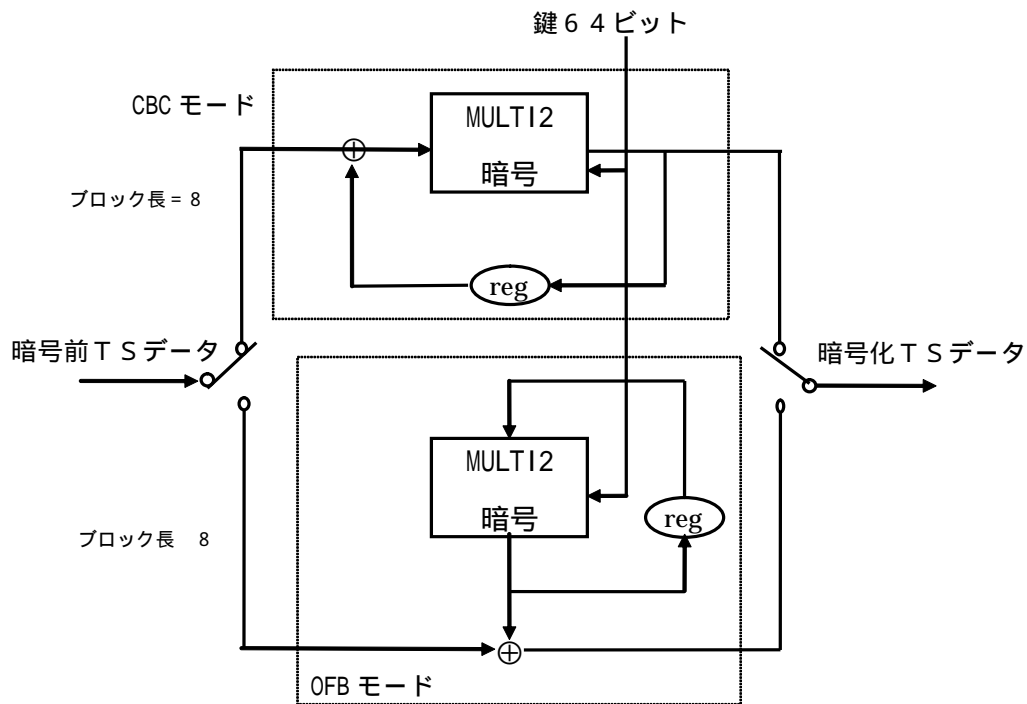 鍵６４ビット
CBC モード
MULTI2
暗号
ブロック長 = 8
reg
暗号前ＴＳデータ
暗号化ＴＳデータ
MULTI2
暗号
reg
ブロック長　8
OFB モード